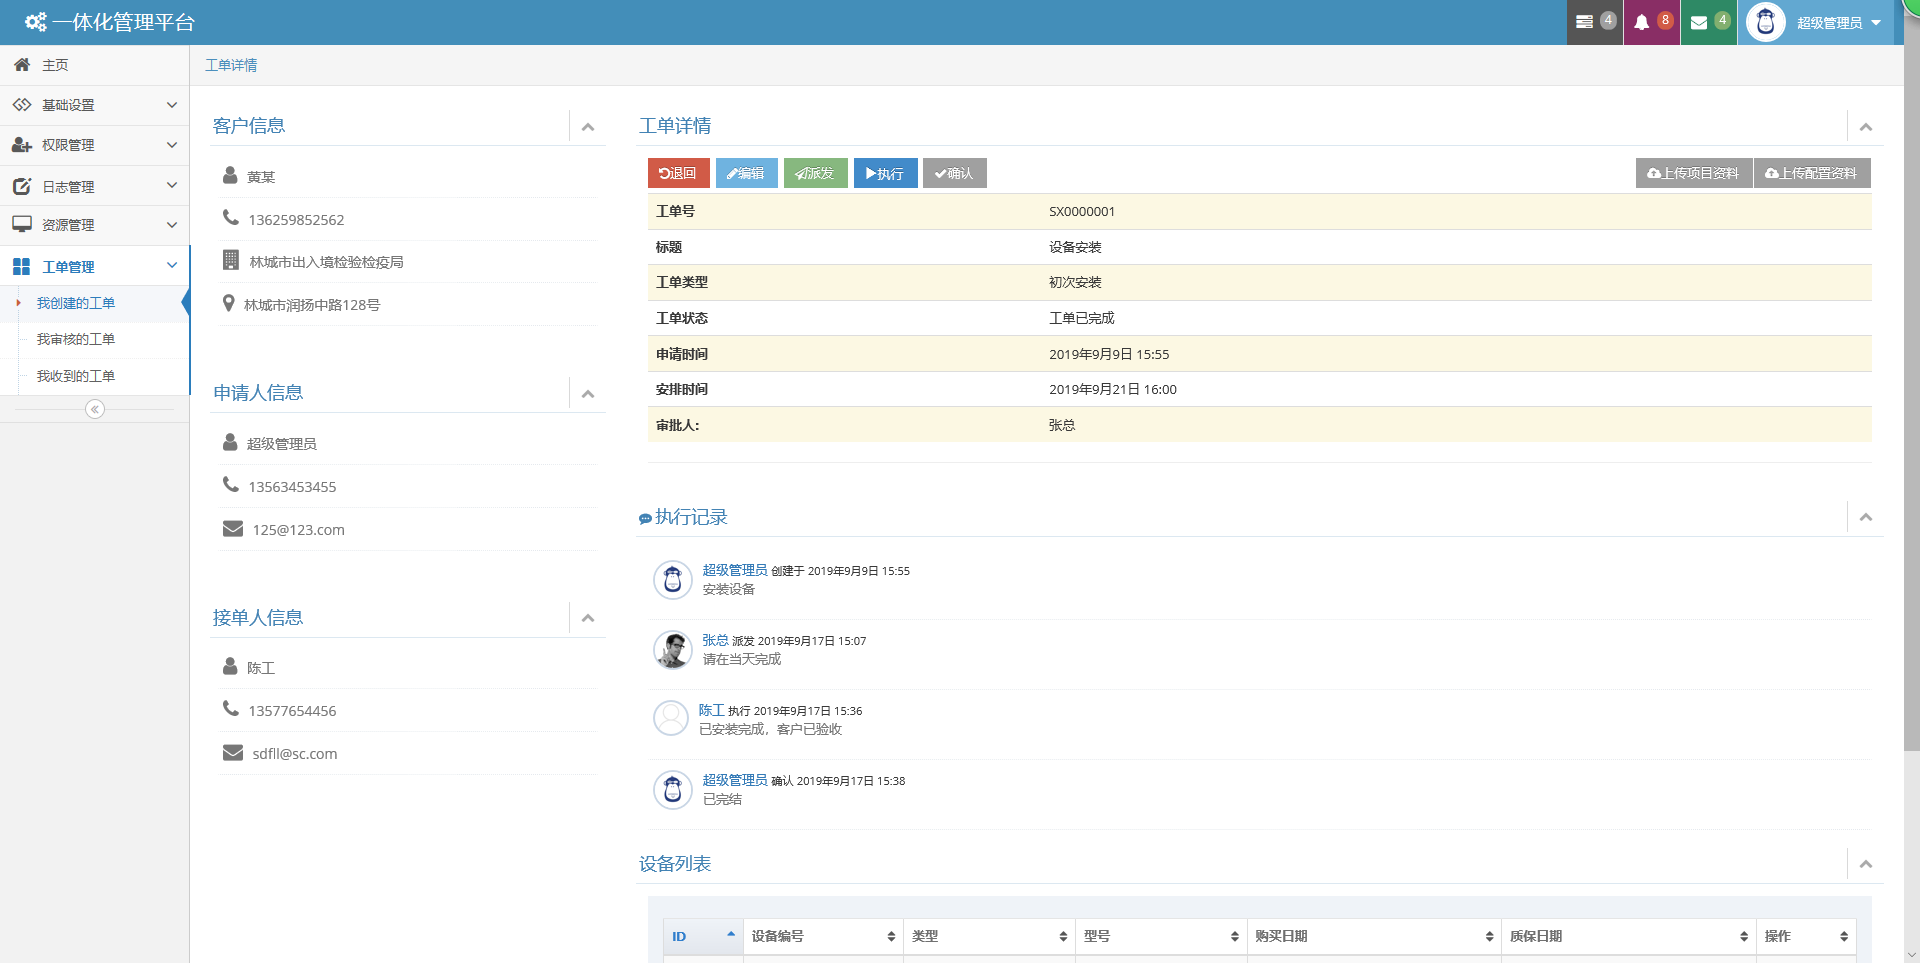 一体化管理平台
4
8
4
超级管理员
主页
基础设置
权限管理
日志管理
资源管理
工单管理
我创建的工单
我审核的工单
我收到的工单
工单详情
客户信息
黄某
136259852562
林城市出入境检验检疫局
林城市润扬中路128号
申请人信息
超级管理员
13563453455
125@123.com
接单人信息
陈工
13577654456
sdfll@sc.com
工单详情
退回 编辑 派发 执行 确认 上传项目资料 上传配置资料
工单号 SX0000001
标题 设备安装
工单类型 初次安装
工单状态 工单已完成
申请时间 2019年9月9日 15:55
安排时间 2019年9月21日 16:00
审批人: 张总
执行记录
超级管理员 创建于 2019年9月9日 15:55
安装设备
张总 派发 2019年9月17日 15:07
请在当天完成
陈工 执行 2019年9月17日 15:36
已安装完成，客户已验收
超级管理员 确认 2019年9月17日 15:38
已完结
设备列表
ID 设备编号 类型 型号 购买日期 质保日期 操作